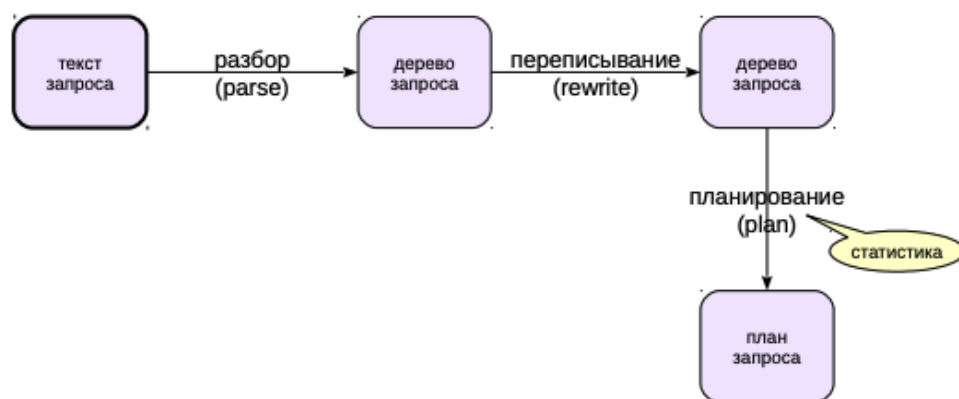 текст
запроса
разбор
(parse)
дерево
запроса
переписывание
(rewrite)
дерево
запроса
планирование
(plan)
статистика
план
запроса